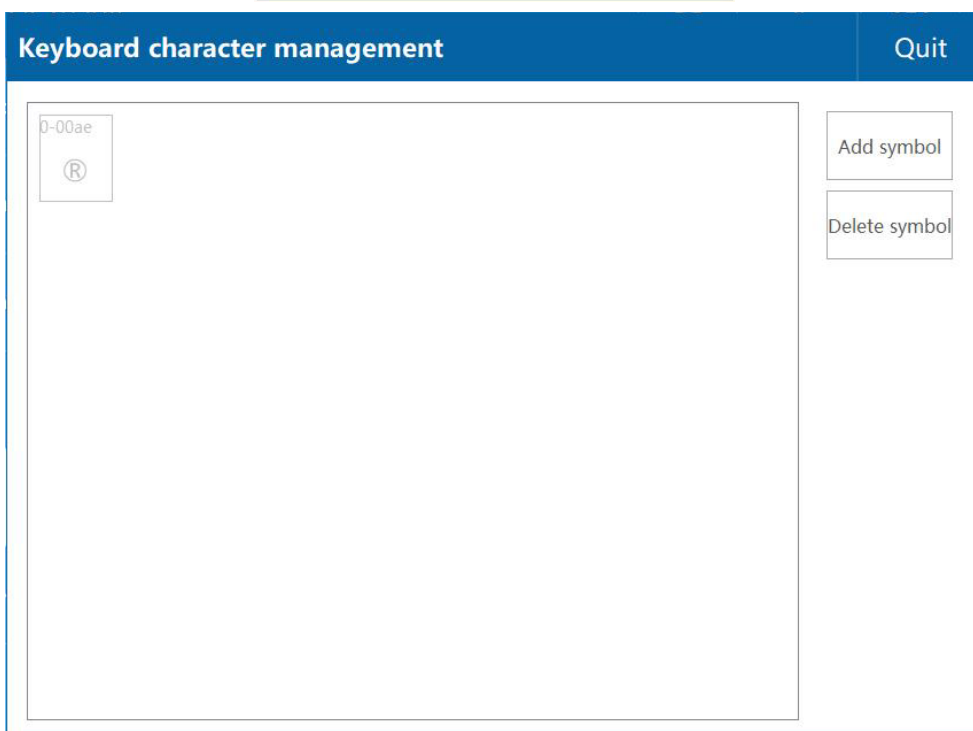 Keyboard character management
Quit
0-00ae
®
Add symbol
Delete symbol